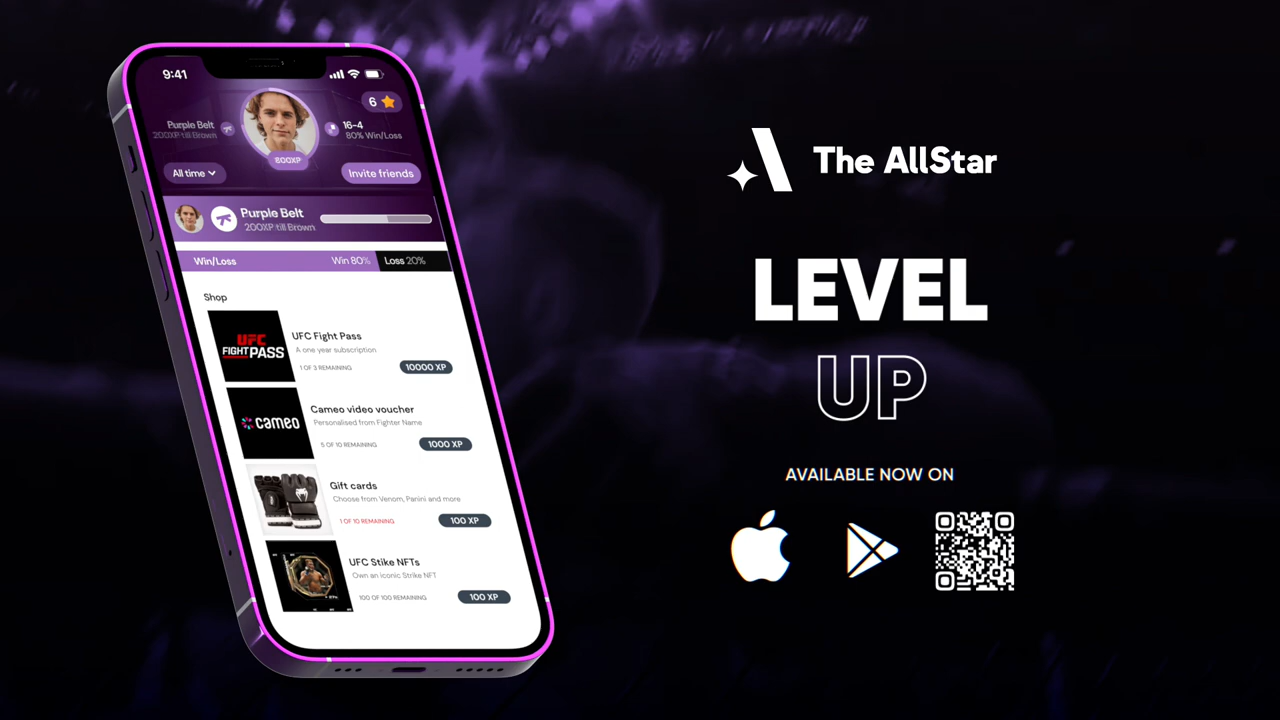 9:41
6
Purple Belt
200XP till Brown
16-4
80% Win/Loss
800XP
All time
Invite friends
Purple Belt
200XP till Brown
Win/Loss
Win 80%
Loss 20%
Shop
UFC
FIGHT PASS
UFC Fight Pass
A one year subscription
1 OF 3 REMAINING
10000 XP
cameo
Cameo video voucher
Personalised from Fighter Name
5 OF 10 REMAINING
1000 XP
Gift cards
Choose from Venom, Panini and more
1 OF 10 REMAINING
100 XP
UFC Stike NFTs
Own an iconic Strike NFT
100 OF 100 REMAINING
100 XP
The AllStar
LEVEL
UP
AVAILABLE NOW ON